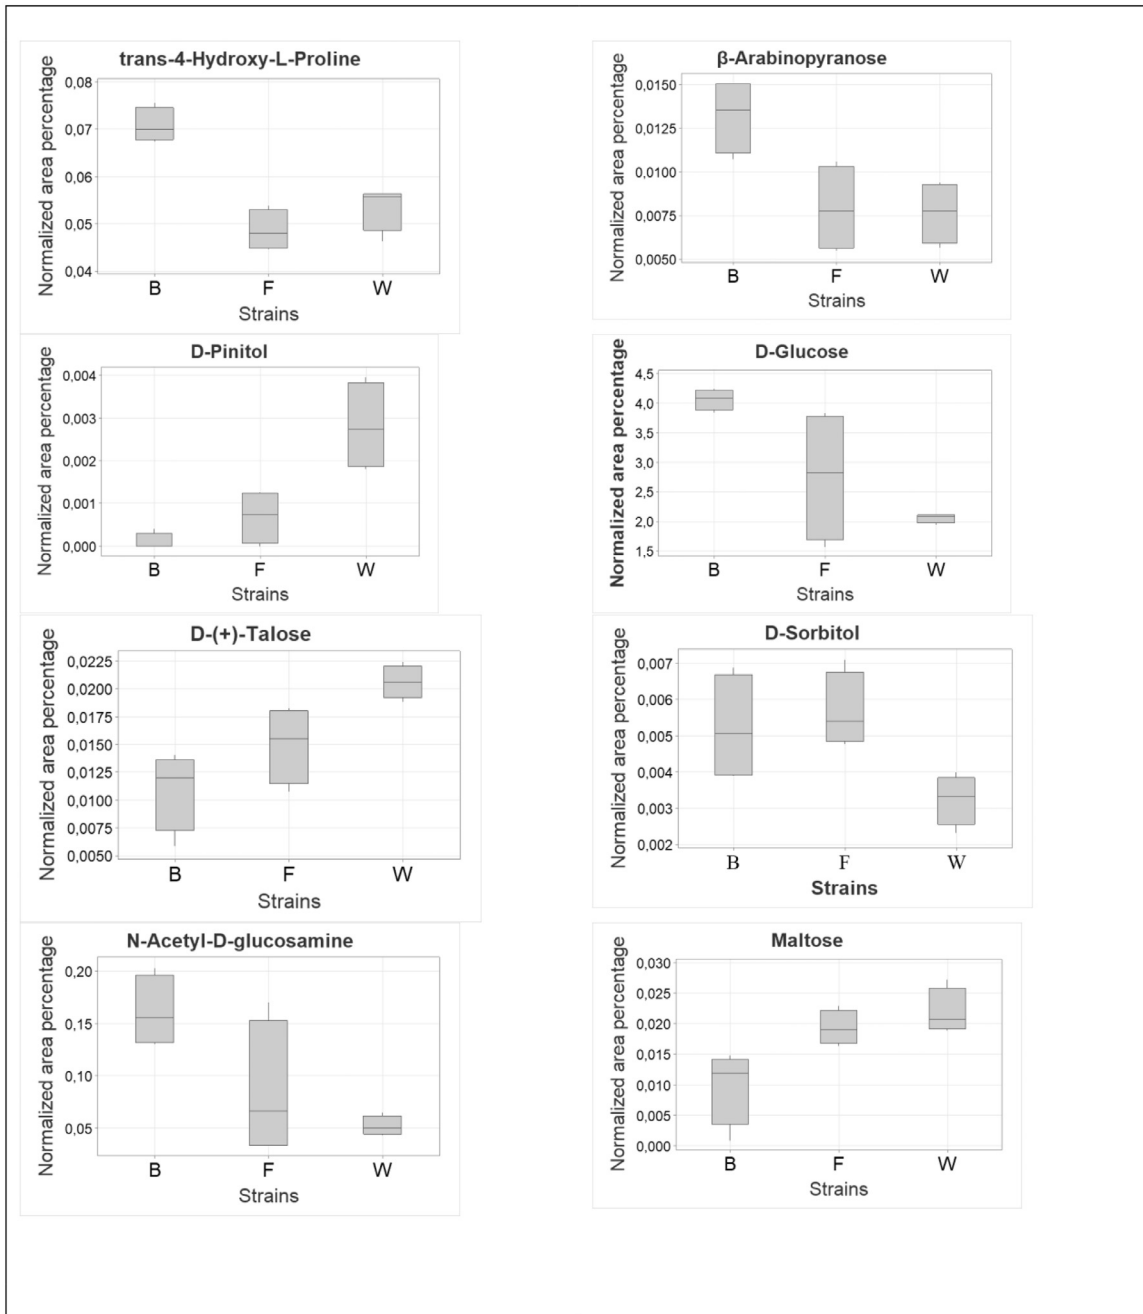 trans-4-Hydroxy-L-Proline
Normalized area percentage
0,08
0,07
0,06
0,05
0,04
B F W
Strains
β-Arabinopyranose
Normalized area percentage
0,0150
0,0125
0,0100
0,0075
0,0050
B F W
Strains
D-Pinitol
Normalized area percentage
0,004
0,003
0,002
0,001
0,000
B F W
Strains
D-Glucose
Normalized area percentage
4,5
4,0
3,5
3,0
2,5
2,0
1,5
B F W
Strains
D-(+)-Talose
Normalized area percentage
0,0225
0,0200
0,0175
0,0150
0,0125
0,0100
0,0075
0,0050
B F W
Strains
D-Sorbitol
Normalized area percentage
0,007
0,006
0,005
0,004
0,003
0,002
B F W
Strains
N-Acetyl-D-glucosamine
Normalized area percentage
0,20
0,15
0,10
0,05
B F W
Strains
Maltose
Normalized area percentage
0,030
0,025
0,020
0,015
0,010
0,005
0,000
B F W
Strains